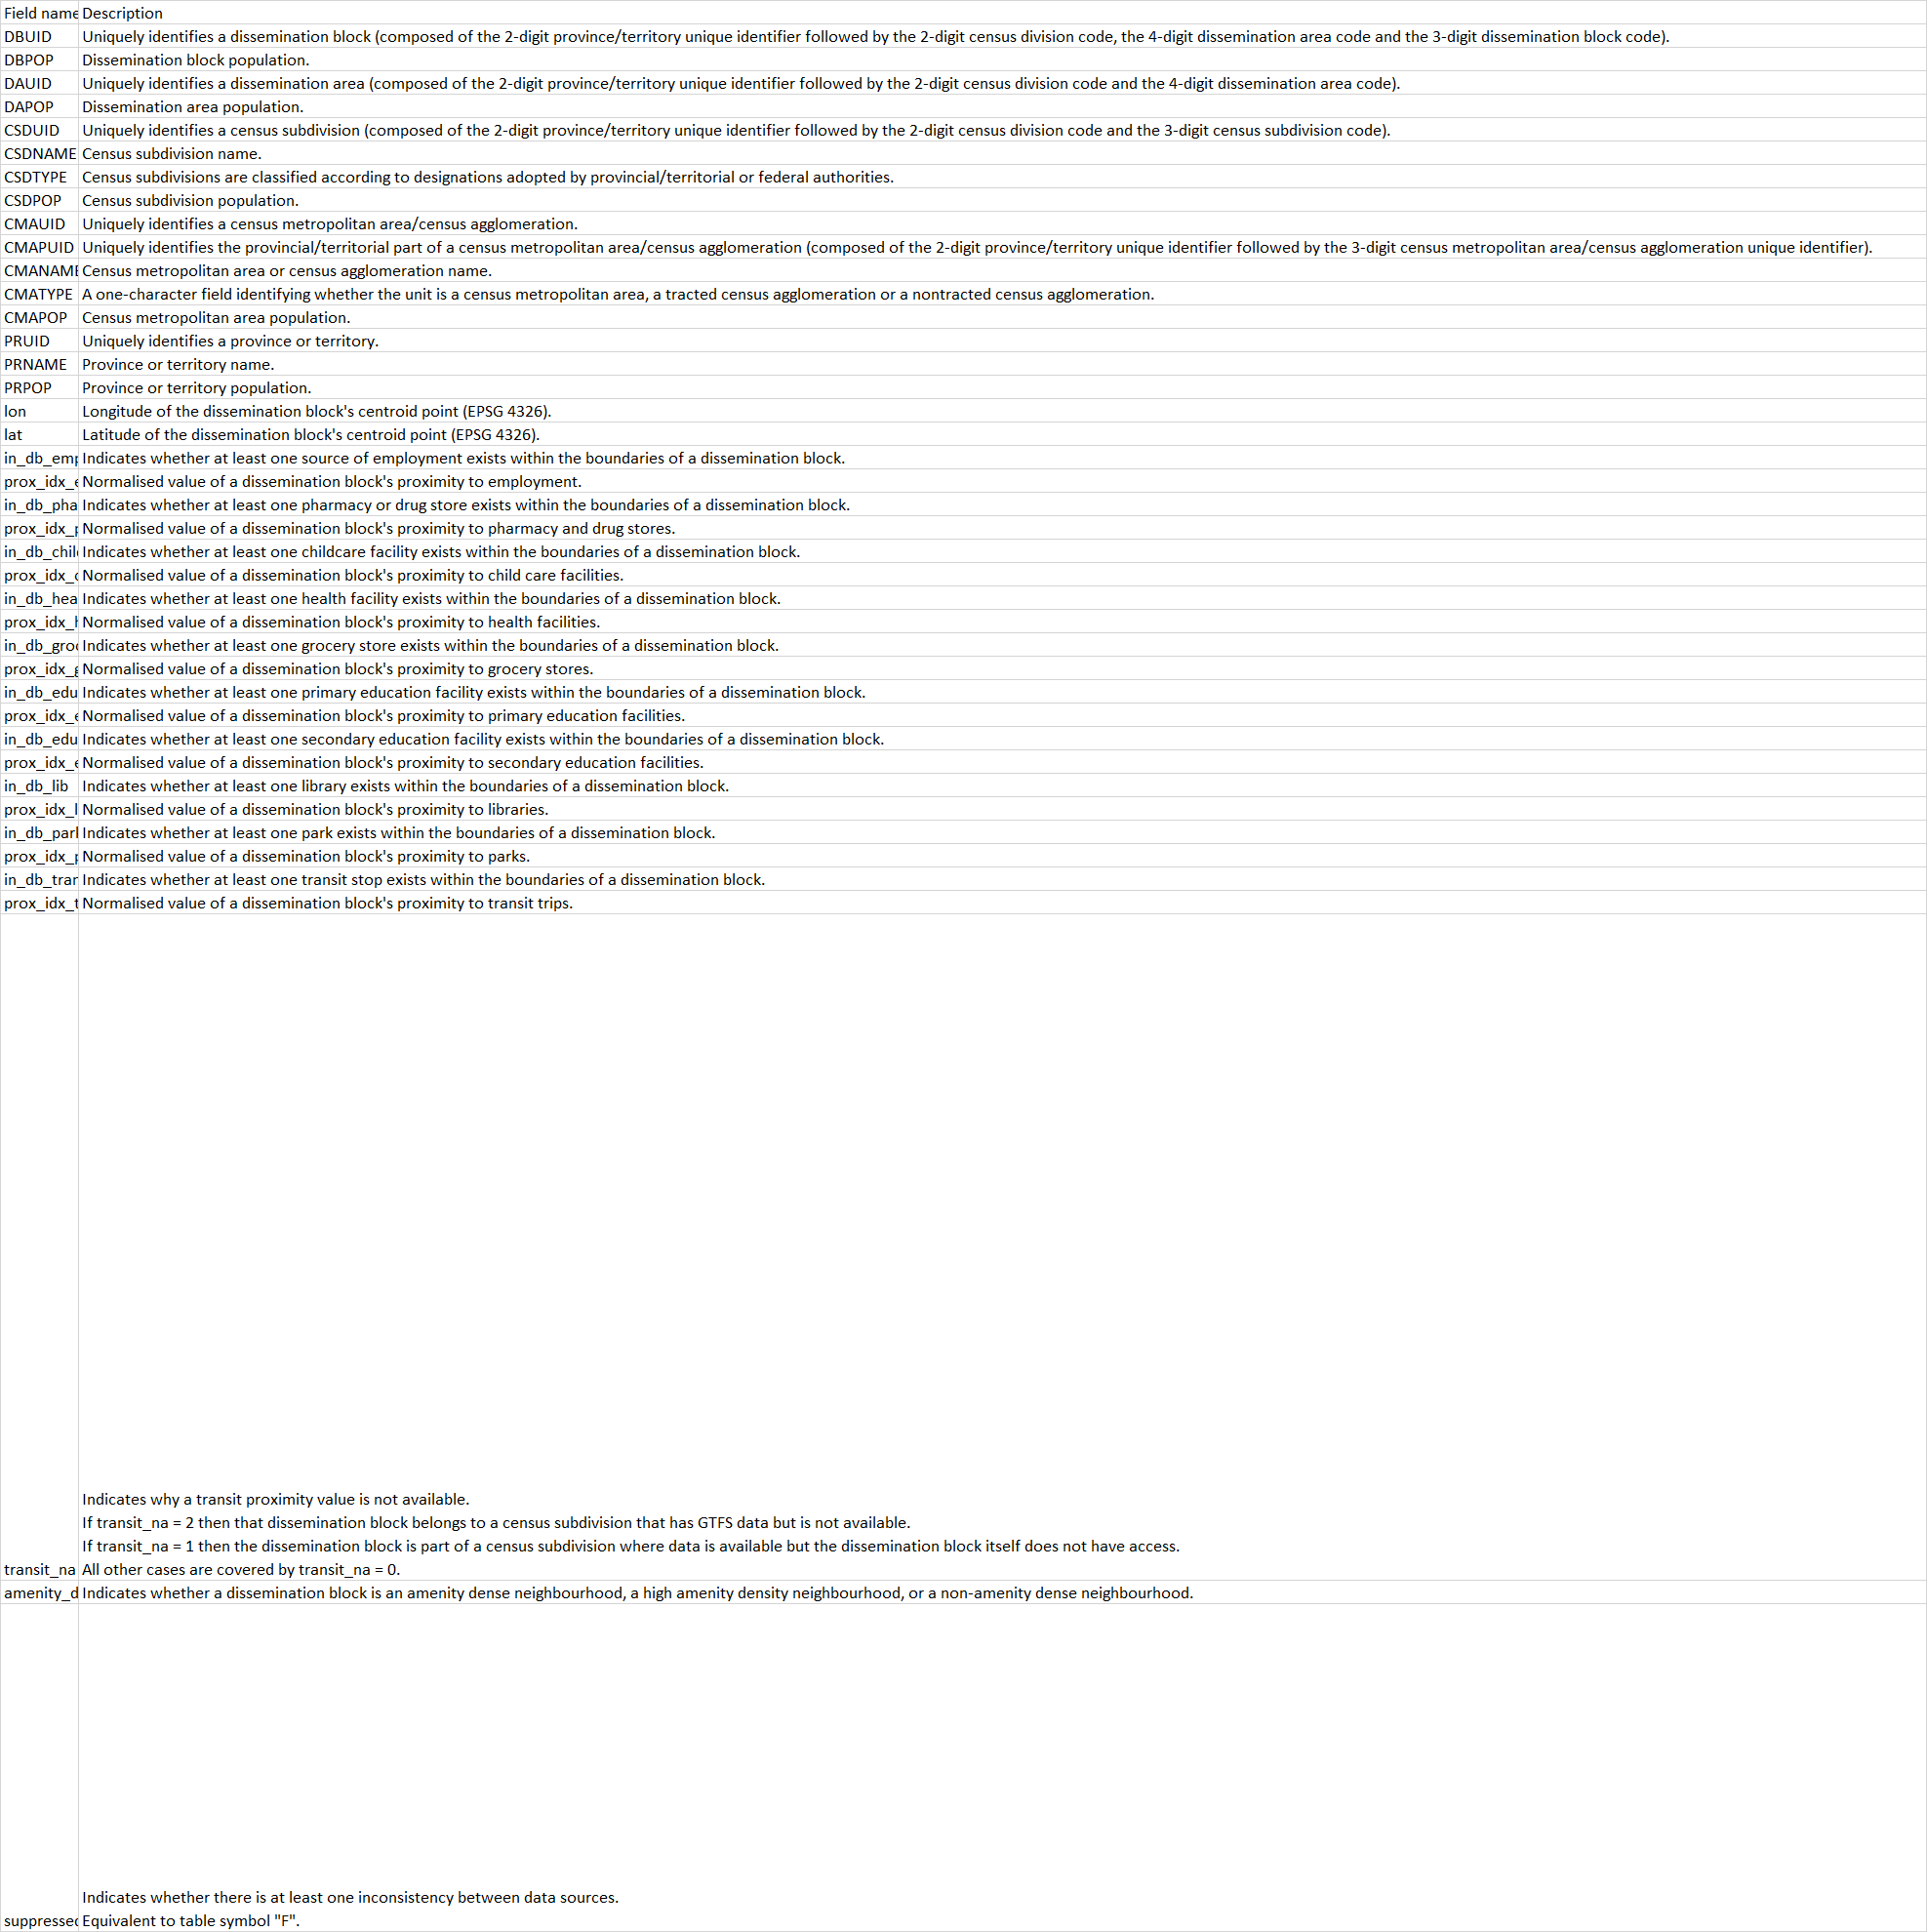 Field name Description
DBUID Uniquely identifies a dissemination block (composed of the 2-digit province/territory unique identifier followed by the 2-digit census division code, the 4-digit dissemination area code and the 3-digit dissemination block code).
DBPOP Dissemination block population.
DAUID Uniquely identifies a dissemination area (composed of the 2-digit province/territory unique identifier followed by the 2-digit census division code and the 4-digit dissemination area code).
DAPOP Dissemination area population.
CSDUID Uniquely identifies a census subdivision (composed of the 2-digit province/territory unique identifier followed by the 2-digit census division code and the 3-digit census subdivision code).
CSDNAME Census subdivision name.
CSDTYPE Census subdivisions are classified according to designations adopted by provincial/territorial or federal authorities.
CSDPOP Census subdivision population.
CMAUID Uniquely identifies a census metropolitan area/census agglomeration.
CMAPUID Uniquely identifies the provincial/territorial part of a census metropolitan area/census agglomeration (composed of the 2-digit province/territory unique identifier followed by the 3-digit census metropolitan area/census agglomeration unique identifier).
CMANAME Census metropolitan area or census agglomeration name.
CMATYPE A one-character field identifying whether the unit is a census metropolitan area, a tracted census agglomeration or a nontracted census agglomeration.
CMAPOP Census metropolitan area population.
PRUID Uniquely identifies a province or territory.
PRNAME Province or territory name.
PRPOP Province or territory population.
lon Longitude of the dissemination block's centroid point (EPSG 4326).
lat Latitude of the dissemination block's centroid point (EPSG 4326).
in_db_emp Indicates whether at least one source of employment exists within the boundaries of a dissemination block.
prox_idx_e Normalised value of a dissemination block's proximity to employment.
in_db_pha Indicates whether at least one pharmacy or drug store exists within the boundaries of a dissemination block.
prox_idx_p Normalised value of a dissemination block's proximity to pharmacy and drug stores.
in_db_chil Indicates whether at least one childcare facility exists within the boundaries of a dissemination block.
prox_idx_c Normalised value of a dissemination block's proximity to child care facilities.
in_db_hea Indicates whether at least one health facility exists within the boundaries of a dissemination block.
prox_idx_h Normalised value of a dissemination block's proximity to health facilities.
in_db_groc Indicates whether at least one grocery store exists within the boundaries of a dissemination block.
prox_idx_g Normalised value of a dissemination block's proximity to grocery stores.
in_db_edu Indicates whether at least one primary education facility exists within the boundaries of a dissemination block.
prox_idx_e Normalised value of a dissemination block's proximity to primary education facilities.
in_db_edu Indicates whether at least one secondary education facility exists within the boundaries of a dissemination block.
prox_idx_e Normalised value of a dissemination block's proximity to secondary education facilities.
in_db_lib Indicates whether at least one library exists within the boundaries of a dissemination block.
prox_idx_l Normalised value of a dissemination block's proximity to libraries.
in_db_park Indicates whether at least one park exists within the boundaries of a dissemination block.
prox_idx_p Normalised value of a dissemination block's proximity to parks.
in_db_tran Indicates whether at least one transit stop exists within the boundaries of a dissemination block.
prox_idx_t Normalised value of a dissemination block's proximity to transit trips.
Indicates why a transit proximity value is not available.
If transit_na = 2 then that dissemination block belongs to a census subdivision that has GTFS data but is not available.
If transit_na = 1 then the dissemination block is part of a census subdivision where data is available but the dissemination block itself does not have access.
transit_na All other cases are covered by transit_na = 0.
amenity_d Indicates whether a dissemination block is an amenity dense neighbourhood, a high amenity density neighbourhood, or a non-amenity dense neighbourhood.
Indicates whether there is at least one inconsistency between data sources.
suppressed Equivalent to table symbol "F".